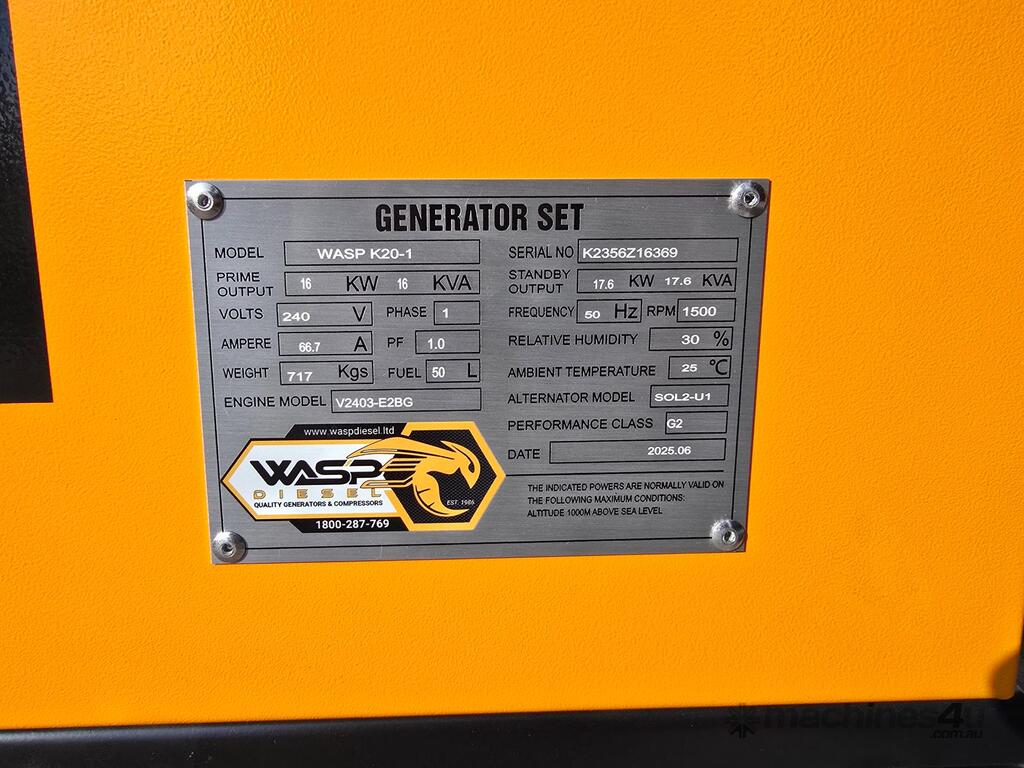 GENERATOR SET
MODEL WASP K20-1
PRIME OUTPUT 16 KW 16 KVA
VOLTS 240 V PHASE 1
AMPERE 66.7 A PF 1.0
WEIGHT 717 Kgs FUEL 50 L
ENGINE MODEL V2403-E2BG
SERIAL NO K2356Z16369
STANDBY OUTPUT 17.6 KW 17.6 KVA
FREQUENCY 50 Hz RPM 1500
RELATIVE HUMIDITY 30 %
AMBIENT TEMPERATURE 25 °C
ALTERNATOR MODEL SOL2-U1
PERFORMANCE CLASS G2
DATE 2025.06
THE INDICATED POWERS ARE NORMALLY VALID ON
THE FOLLOWING MAXIMUM CONDITIONS:
ALTITUDE 1000M ABOVE SEA LEVEL
www.waspdiesel.ltd
WASP
DIESEL
QUALITY GENERATORS & COMPRESSORS
EST. 1986
1800-287-769
machines4u
.com.au